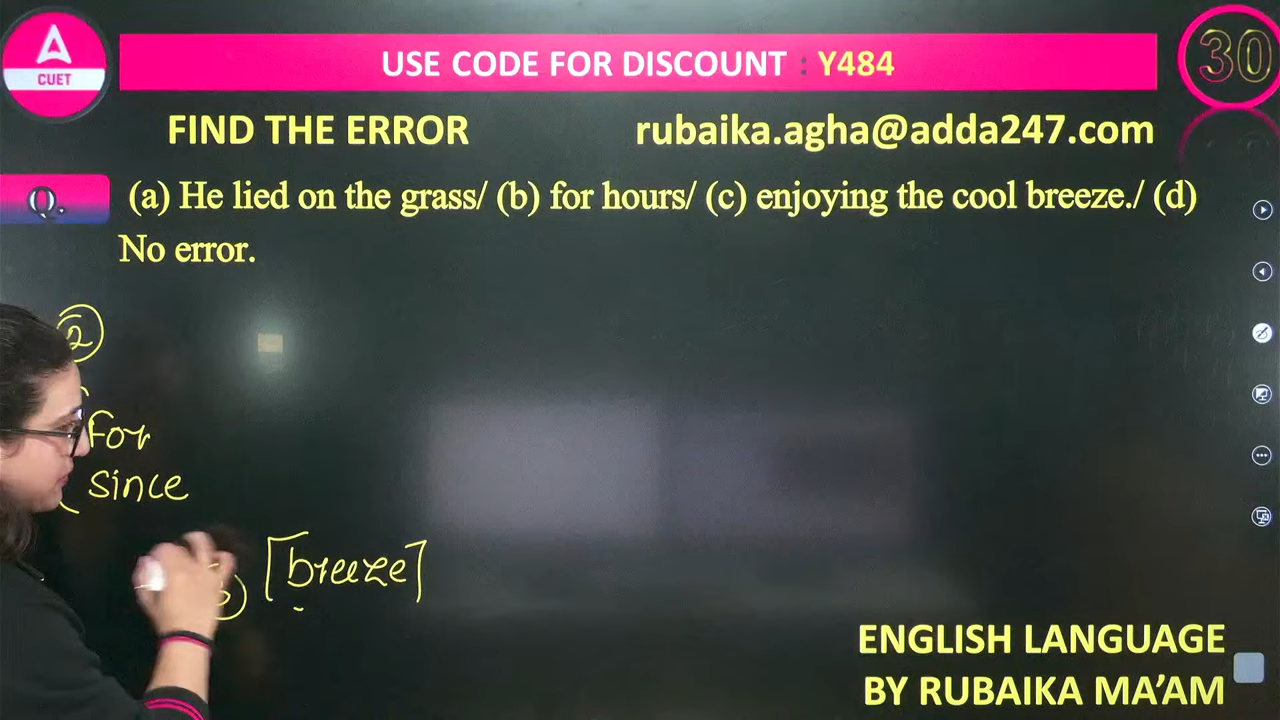 CUET
USE CODE FOR DISCOUNT : Y484
30
FIND THE ERROR
rubaika.agha@adda247.com
Q.
(a) He lied on the grass/ (b) for hours/ (c) enjoying the cool breeze./ (d)
No error.
2
For
since
[breeze]
ENGLISH LANGUAGE
BY RUBAIKA MA'AM